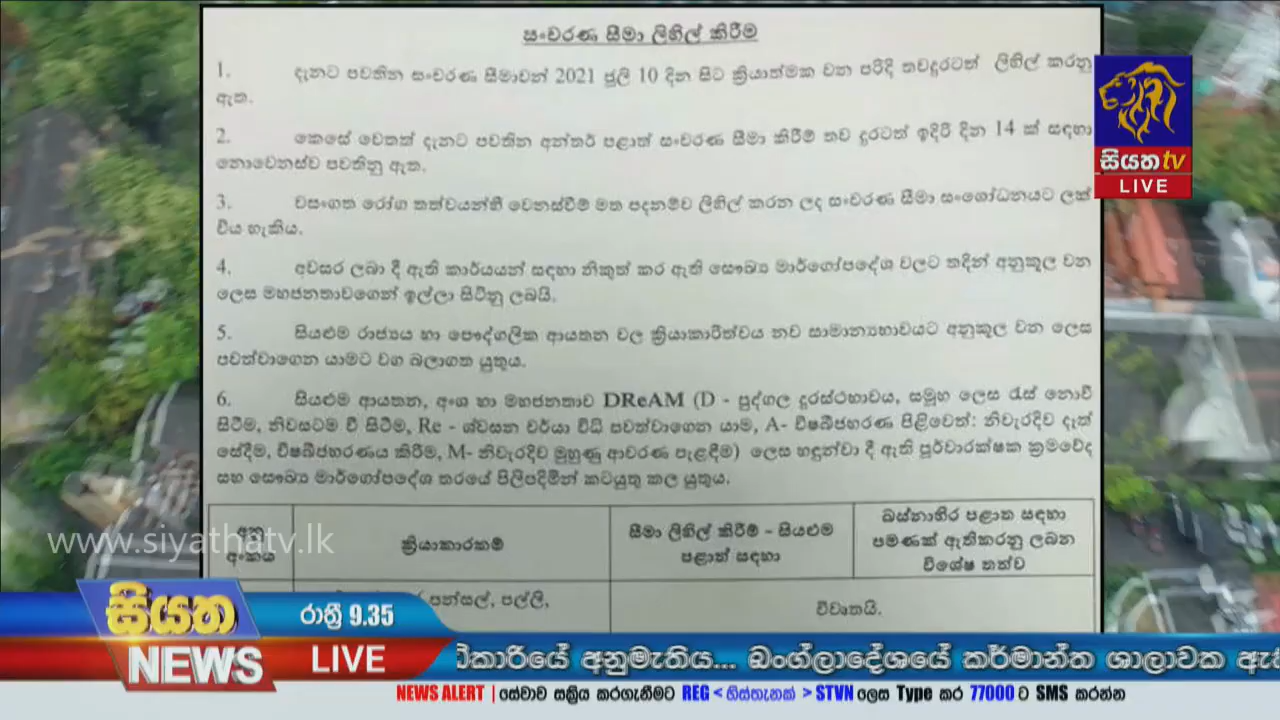 සංචරණ සීමා ලිහිල් කිරීම
1. දැනට පවතින සංචරණ සීමාවන් 2021 ජූලි 10 දින සිට ක්‍රියාත්මක වන පරිදි තවදුරටත් ලිහිල් කරනු
ඇත.
2. කෙසේ වෙතත් දැනට පවතින අන්තර් පළාත් සංචරණ සීමා කිරීම් තව දුරටත් ඉදිරි දින 14 ක් සඳහා
නොවෙනස්ව පවතිනු ඇත.
3. වසංගත රෝග තත්වයන්හි වෙනස්වීම් මත පදනම්ව ලිහිල් කරන ලද සංචරණ සීමා සංශෝධනයට ලක්
විය හැකිය.
4. අවසර ලබා දී ඇති කාර්යයන් සඳහා නිකුත් කර ඇති සෞඛ්‍ය මාර්ගෝපදේශ වලට තදින් අනුකූල වන
ලෙස මහජනතාවගෙන් ඉල්ලා සිටිනු ලබයි.
5. සියළුම රාජ්‍යය හා පෞද්ගලික ආයතන වල ක්‍රියාකාරීත්වය නව සාමාන්‍යභාවයට අනුකූල වන ලෙස
පවත්වාගෙන යාමට වග බලාගත යුතුය.
6. සියළුම ආයතන, අංශ හා මහජනතාව DReAM (D - පුද්ගල දුරස්ථභාවය, සමූහ ලෙස රැස් නොවී
සිටීම, නිවසටම වී සිටීම, Re - ශ්වසන චර්යා විධි පවත්වාගෙන යාම, A- විෂබීජහරණ පිළිවෙත්: නිවැරදිව දෑත්
සේදීම, විෂබීජහරණය කිරීම, M- නිවැරදිව මුහුණු ආවරණ පැළඳීම) ලෙස හඳුන්වා දී ඇති පූර්වාරක්ෂක ක්‍රමවේද
සහ සෞඛ්‍ය මාර්ගෝපදේශ තරයේ පිලිපදිමින් කටයුතු කල යුතුය.
අනු අංකය
ක්‍රියාකාරකම්
සීමා ලිහිල් කිරීම් - සියළුම
පළාත් සඳහා
බස්නාහිර පළාත සඳහා
පමණක් ඇතිකරනු ලබන
විශේෂ තත්ව
පන්සල්, පල්ලි,
විවෘතයි.
සියත tv
LIVE
www.siyathatv.lk
සියත
NEWS
රාත්‍රී 9.35
LIVE
ධිකාරියේ අනුමැතිය... බංග්ලාදේශයේ කර්මාන්ත ශාලාවක
NEWS ALERT | සේවාව සක්‍රිය කරගැනීමට REG < හිස්තැනක් > STVN ලෙස Type කර 77000 ට SMS කරන්න